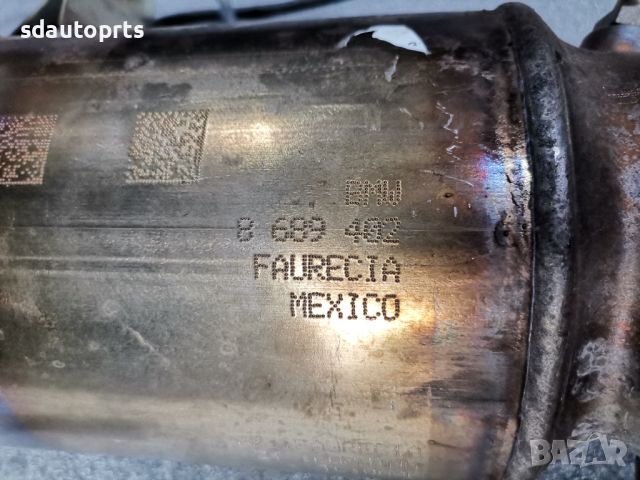 sdautoprts
BMW
8 689 402
FAURECIA
MEXICO
BAZAR